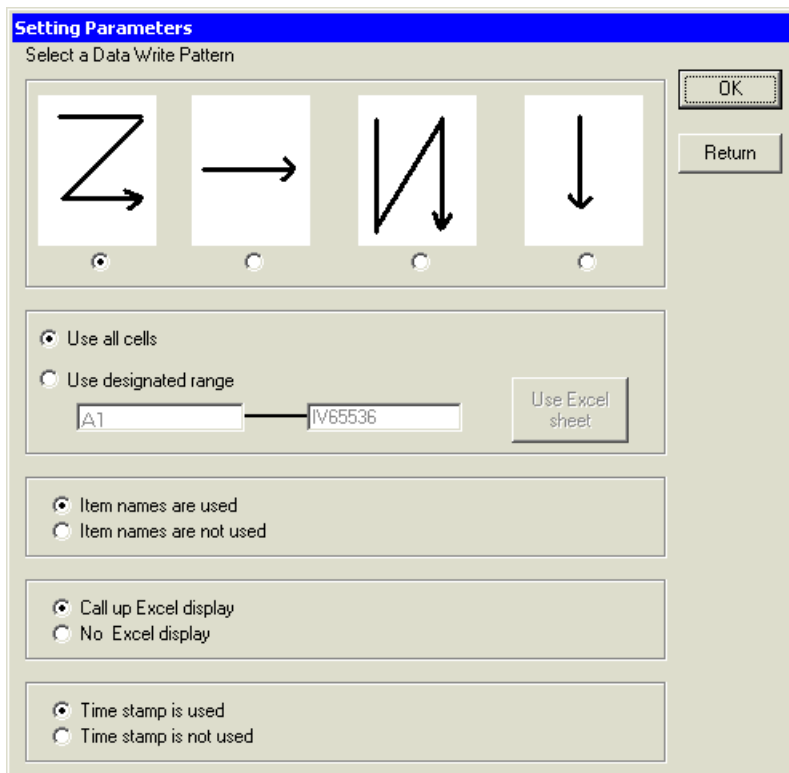 Setting Parameters
Select a Data Write Pattern
OK
Return
Use all cells
Use designated range
A1
IV65536
Use Excel
sheet
Item names are used
Item names are not used
Call up Excel display
No Excel display
Time stamp is used
Time stamp is not used